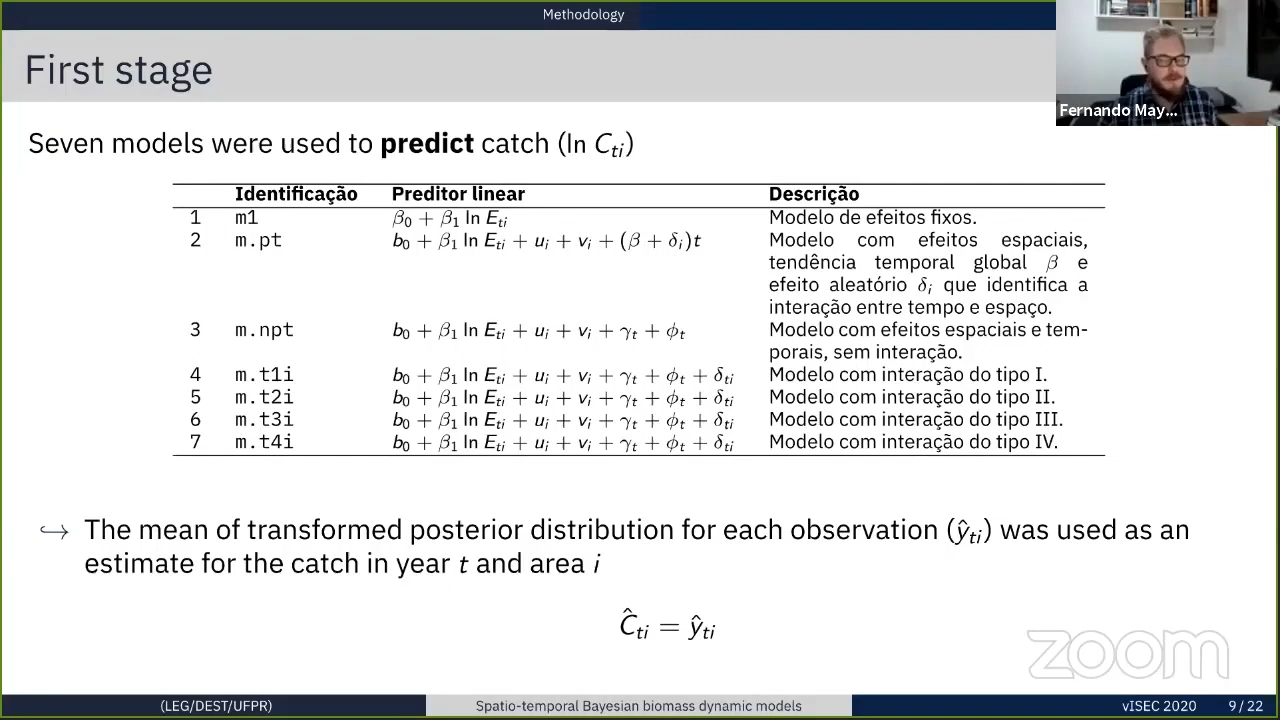 Methodology
First stage
Fernando May...
Seven models were used to predict catch (ln C_ti)
Identificação Preditor linear Descrição
1 m1 β₀ + β₁ ln E_ti Modelo de efeitos fixos.
2 m.pt b₀ + β₁ ln E_ti + u_i + v_i + (β + δ_i)t Modelo com efeitos espaciais,
tendência temporal global β e
efeito aleatório δ_i que identifica a
interação entre tempo e espaço.
3 m.npt b₀ + β₁ ln E_ti + u_i + v_i + γ_t + ϕ_t Modelo com efeitos espaciais e tem-
porais, sem interação.
4 m.t1i b₀ + β₁ ln E_ti + u_i + v_i + γ_t + ϕ_t + δ_ti Modelo com interação do tipo I.
5 m.t2i b₀ + β₁ ln E_ti + u_i + v_i + γ_t + ϕ_t + δ_ti Modelo com interação do tipo II.
6 m.t3i b₀ + β₁ ln E_ti + u_i + v_i + γ_t + ϕ_t + δ_ti Modelo com interação do tipo III.
7 m.t4i b₀ + β₁ ln E_ti + u_i + v_i + γ_t + ϕ_t + δ_ti Modelo com interação do tipo IV.
↪ The mean of transformed posterior distribution for each observation (ŷ_ti) was used as an
estimate for the catch in year t and area i
Ĉ_ti = ŷ_ti
zoom
(LEG/DEST/UFPR) Spatio-temporal Bayesian biomass dynamic models vISEC 2020 9 / 22